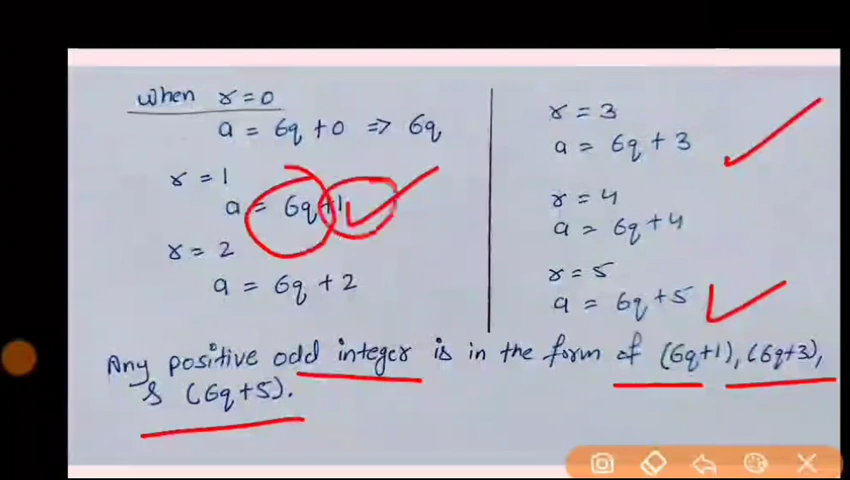 When r=0
a = 6q +0 => 6q
r = 1
a = 6q+1
r = 2
a = 6q + 2
r = 3
a = 6q + 3
r = 4
a = 6q +4
r = 5
a = 6q +5
Any positive odd integer is in the form of (6q+1), (6q+3),
& (6q+5).